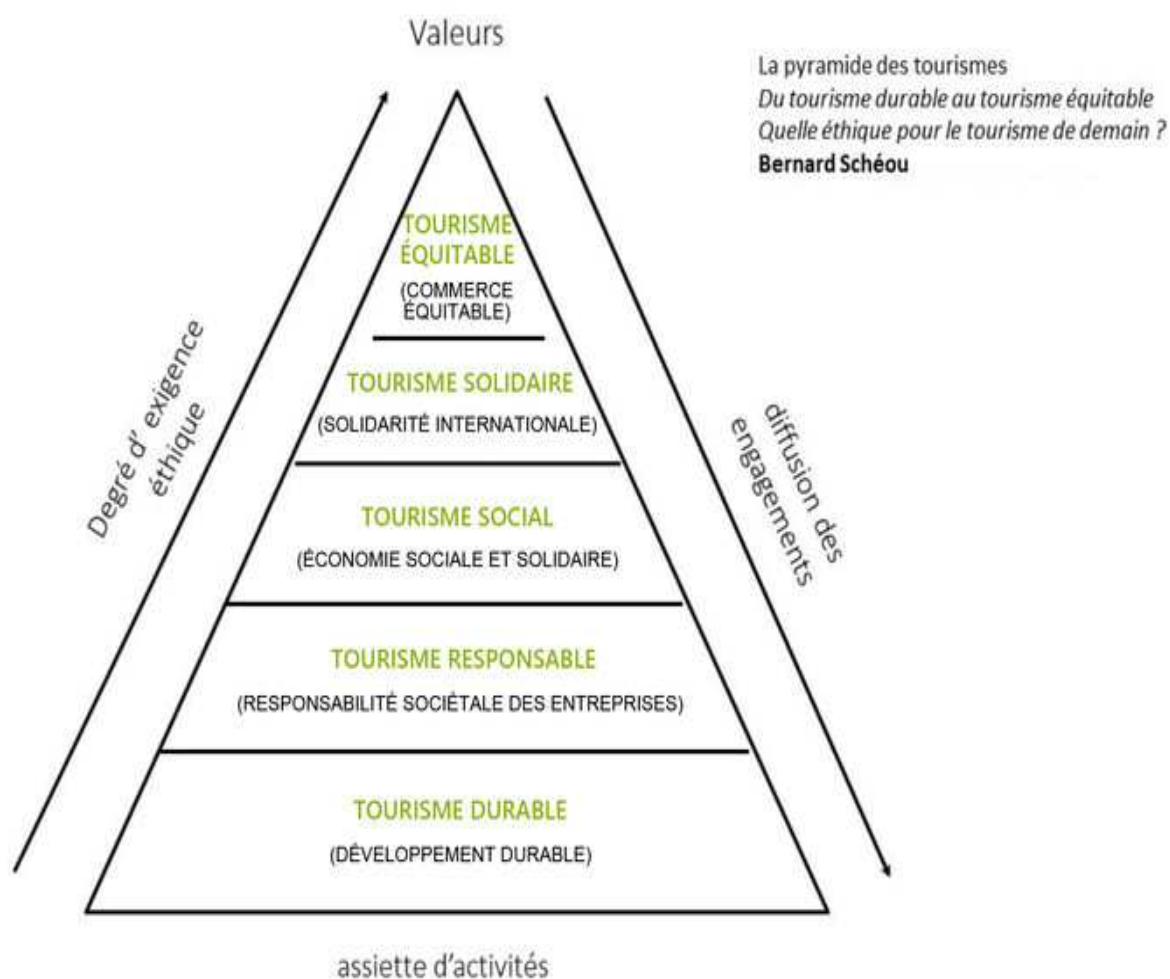 Valeurs
La pyramide des tourismes
Du tourisme durable au tourisme équitable
Quelle éthique pour le tourisme de demain ?
Bernard Schéou
TOURISME
ÉQUITABLE
(COMMERCE
ÉQUITABLE)
TOURISME SOLIDAIRE
(SOLIDARITÉ INTERNATIONALE)
TOURISME SOCIAL
(ÉCONOMIE SOCIALE ET SOLIDAIRE)
TOURISME RESPONSABLE
(RESPONSABILITÉ SOCIÉTALE DES ENTREPRISES)
TOURISME DURABLE
(DÉVELOPPEMENT DURABLE)
Degré d' exigence
éthique
diffusion des
engagements
assiette d'activités